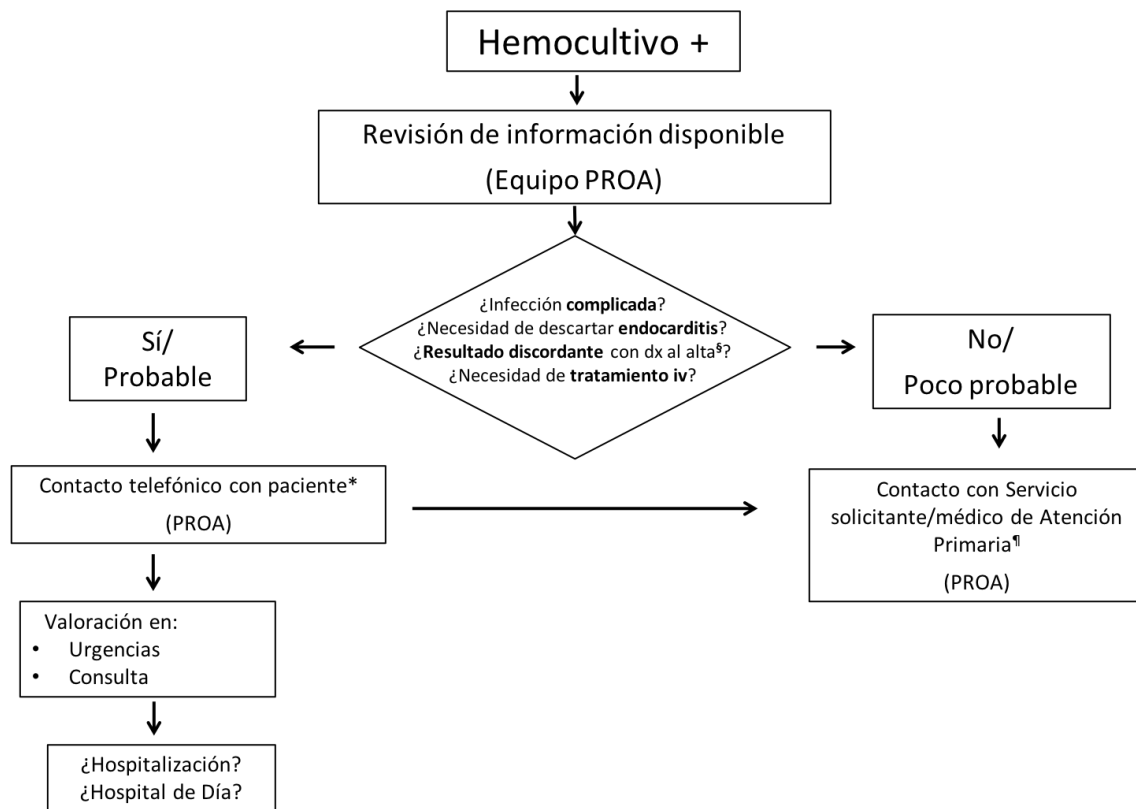 Hemocultivo +
Revisión de información disponible
(Equipo PROA)
¿Infección complicada?
¿Necesidad de descartar endocarditis?
¿Resultado discordante con dx al alta§?
¿Necesidad de tratamiento iv?
Sí/
Probable
No/
Poco probable
Contacto telefónico con paciente*
(PROA)
Contacto con Servicio
solicitante/médico de Atención
Primaria¶
(PROA)
Valoración en:
• Urgencias
• Consulta
¿Hospitalización?
¿Hospital de Día?